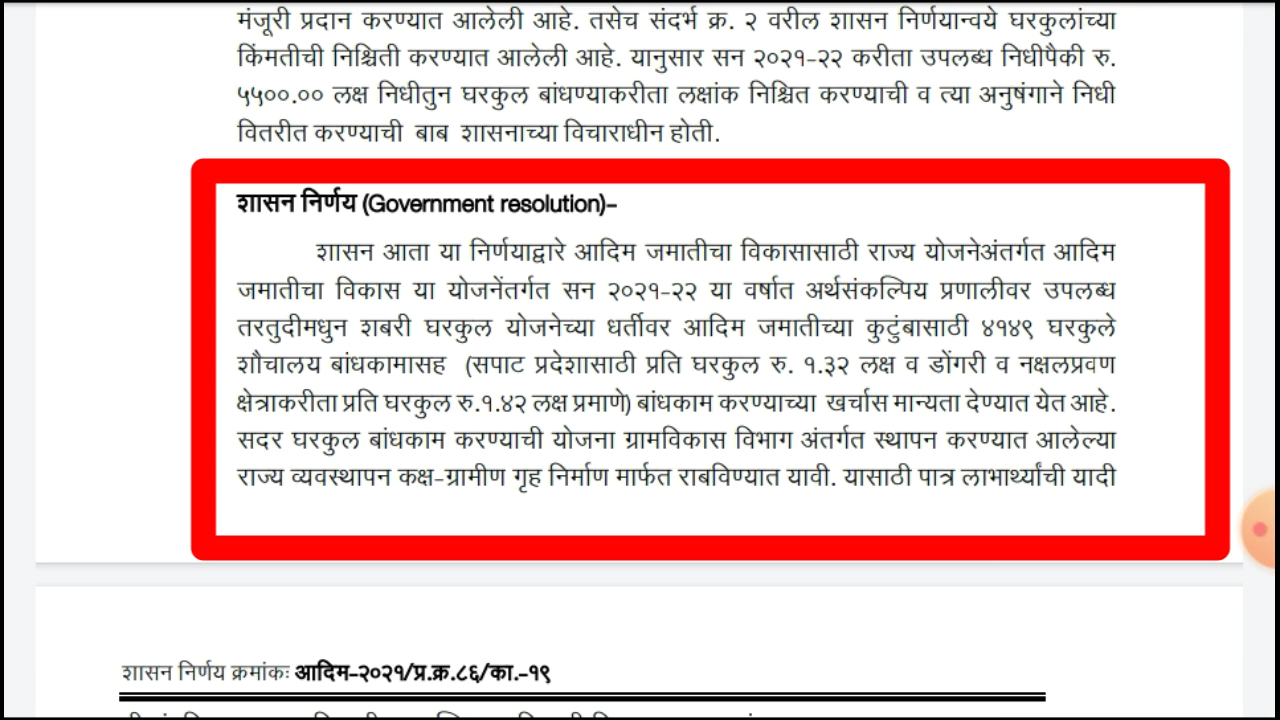 मंजूरी प्रदान करण्यात आलेली आहे. तसेच संदर्भ क्र. २ वरील शासन निर्णयान्वये घरकुलांच्या
किंमतीची निश्चिती करण्यात आलेली आहे. यानुसार सन २०२१-२२ करीता उपलब्ध निधीपैकी रु.
५५००.०० लक्ष निधीतुन घरकुल बांधण्याकरीता लक्षांक निश्चित करण्याची व त्या अनुषंगाने निधी
वितरीत करण्याची बाब शासनाच्या विचाराधीन होती.
शासन निर्णय (Government resolution)-
शासन आता या निर्णयाद्वारे आदिम जमातीचा विकासासाठी राज्य योजनेअंतर्गत आदिम
जमातीचा विकास या योजनेंतर्गत सन २०२१-२२ या वर्षात अर्थसंकल्पिय प्रणालीवर उपलब्ध
तरतुदीमधुन शबरी घरकुल योजनेच्या धर्तीवर आदिम जमातीच्या कुटुंबासाठी ४१४९ घरकुले
शौचालय बांधकामासह (सपाट प्रदेशासाठी प्रति घरकुल रु. १.३२ लक्ष व डोंगरी व नक्षलप्रवण
क्षेत्राकरीता प्रति घरकुल रु.१.४२ लक्ष प्रमाणे) बांधकाम करण्याच्या खर्चास मान्यता देण्यात येत आहे.
सदर घरकुल बांधकाम करण्याची योजना ग्रामविकास विभाग अंतर्गत स्थापन करण्यात आलेल्या
राज्य व्यवस्थापन कक्ष-ग्रामीण गृह निर्माण मार्फत राबविण्यात यावी. यासाठी पात्र लाभार्थ्यांची यादी
शासन निर्णय क्रमांकः आदिम-२०२१/प्र.क्र.८६/का.-१९